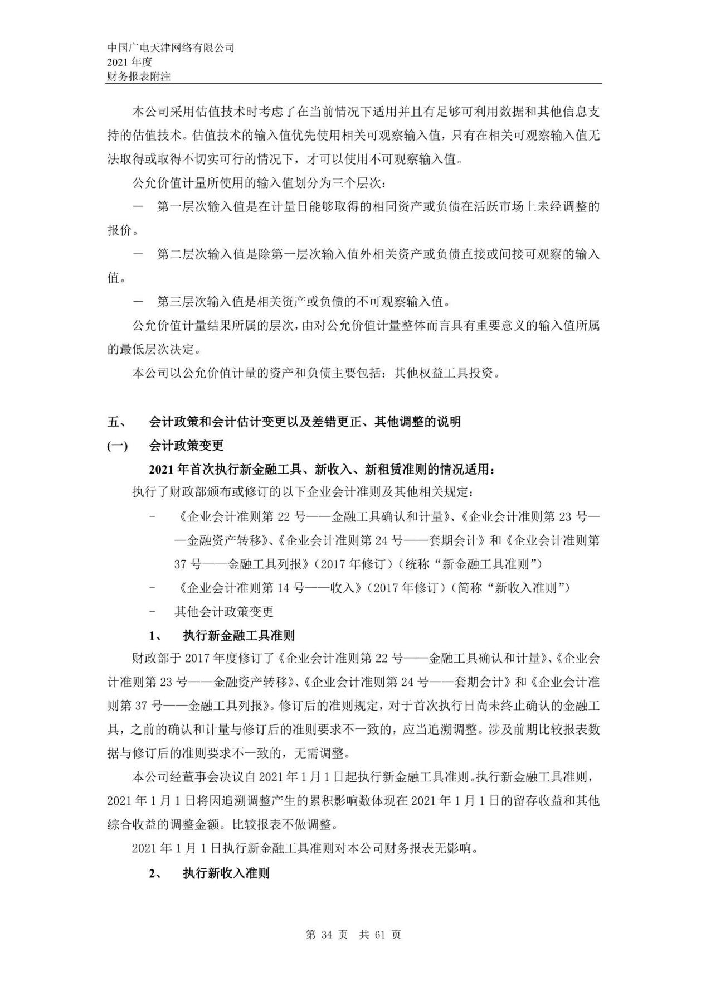 中国广电天津网络有限公司
2021 年度
财务报表附注
本公司采用估值技术时考虑了在当前情况下适用并且有足够可利用数据和其他信息支
持的估值技术。估值技术的输入值优先使用相关可观察输入值，只有在相关可观察输入值无
法取得或取得不切实可行的情况下，才可以使用不可观察输入值。
公允价值计量所使用的输入值划分为三个层次：
－ 第一层次输入值是在计量日能够取得的相同资产或负债在活跃市场上未经调整的
报价。
－ 第二层次输入值是除第一层次输入值外相关资产或负债直接或间接可观察的输入
值。
－ 第三层次输入值是相关资产或负债的不可观察输入值。
公允价值计量结果所属的层次，由对公允价值计量整体而言具有重要意义的输入值所属
的最低层次决定。
本公司以公允价值计量的资产和负债主要包括：其他权益工具投资。
五、 会计政策和会计估计变更以及差错更正、其他调整的说明
(一) 会计政策变更
2021 年首次执行新金融工具、新收入、新租赁准则的情况适用：
执行了财政部颁布或修订的以下企业会计准则及其他相关规定：
- 《企业会计准则第 22 号——金融工具确认和计量》、《企业会计准则第 23 号—
—金融资产转移》、《企业会计准则第 24 号——套期会计》和《企业会计准则第
37 号——金融工具列报》（2017 年修订）（统称“新金融工具准则”）
- 《企业会计准则第 14 号——收入》（2017 年修订）（简称“新收入准则”）
- 其他会计政策变更
1、 执行新金融工具准则
财政部于 2017 年度修订了《企业会计准则第 22 号——金融工具确认和计量》、《企业会
计准则第 23 号——金融资产转移》、《企业会计准则第 24 号——套期会计》和《企业会计准
则第 37 号——金融工具列报》。修订后的准则规定，对于首次执行日尚未终止确认的金融工
具，之前的确认和计量与修订后的准则要求不一致的，应当追溯调整。涉及前期比较报表数
据与修订后的准则要求不一致的，无需调整。
本公司经董事会决议自 2021 年 1 月 1 日起执行新金融工具准则。执行新金融工具准则，
2021 年 1 月 1 日将因追溯调整产生的累积影响数体现在 2021 年 1 月 1 日的留存收益和其他
综合收益的调整金额。比较报表不做调整。
2021 年 1 月 1 日执行新金融工具准则对本公司财务报表无影响。
2、 执行新收入准则
第 34 页 共 61 页